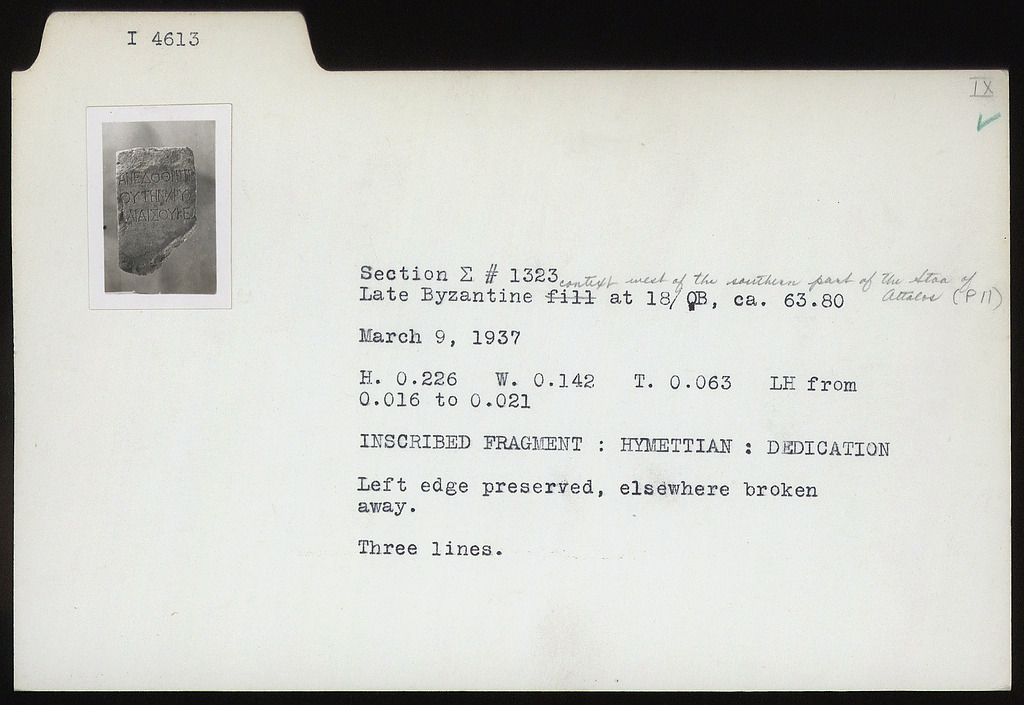 I 4613
IX
ΑΝΕΔΟΘΗ
ΟΥΤΗΝ
Section Σ # 1323 context west of the southern part of the Stoa of Attalos (P 11)
Late Byzantine fill at 18/ΟΒ, ca. 63.80
March 9, 1937
H. 0.226 W. 0.142 T. 0.063 LH from
0.016 to 0.021
INSCRIBED FRAGMENT : HYMETTIAN : DEDICATION
Left edge preserved, elsewhere broken
away.
Three lines.